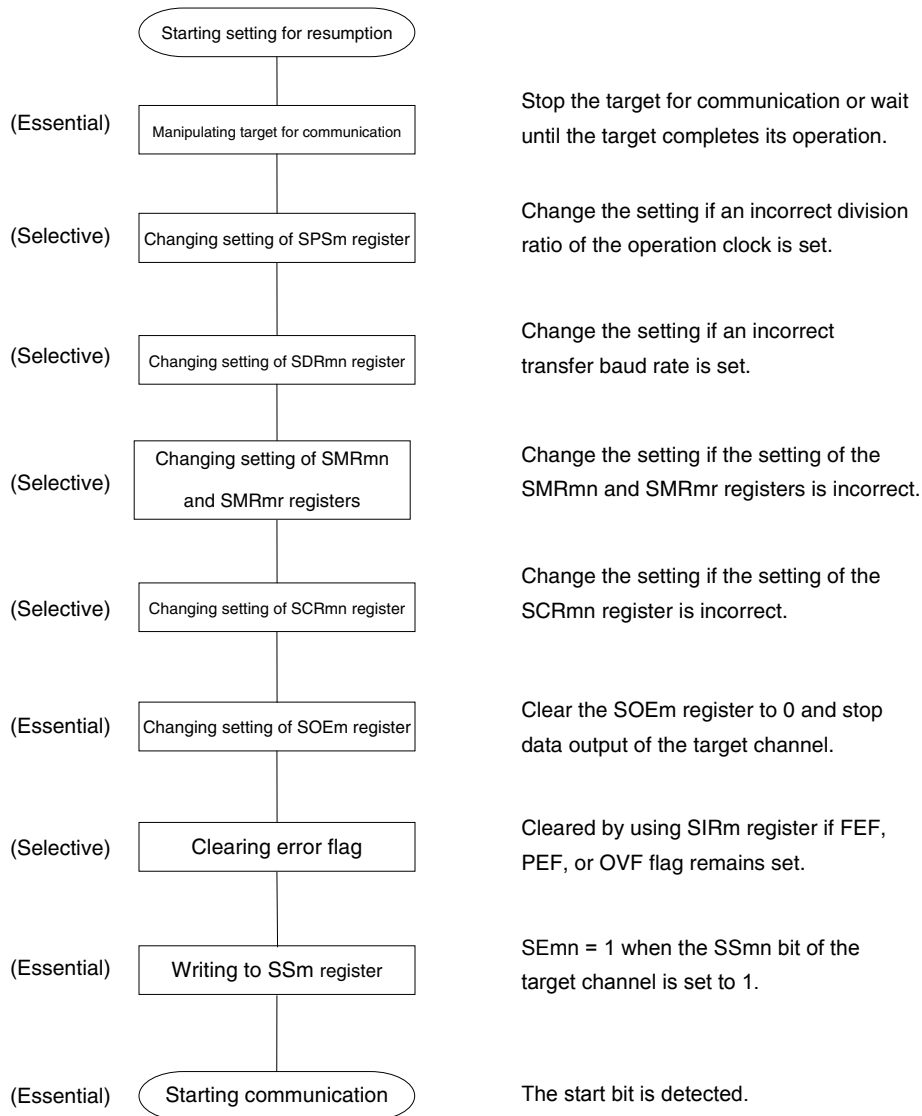 Starting setting for resumption
(Essential)
Manipulating target for communication
Stop the target for communication or wait
until the target completes its operation.
(Selective)
Changing setting of SPSm register
Change the setting if an incorrect division
ratio of the operation clock is set.
(Selective)
Changing setting of SDRmn register
Change the setting if an incorrect
transfer baud rate is set.
(Selective)
Changing setting of SMRmn
and SMRmr registers
Change the setting if the setting of the
SMRmn and SMRmr registers is incorrect.
(Selective)
Changing setting of SCRmn register
Change the setting if the setting of the
SCRmn register is incorrect.
(Essential)
Changing setting of SOEm register
Clear the SOEm register to 0 and stop
data output of the target channel.
(Selective)
Clearing error flag
Cleared by using SIRm register if FEF,
PEF, or OVF flag remains set.
(Essential)
Writing to SSm register
SEmn = 1 when the SSmn bit of the
target channel is set to 1.
(Essential)
Starting communication
The start bit is detected.